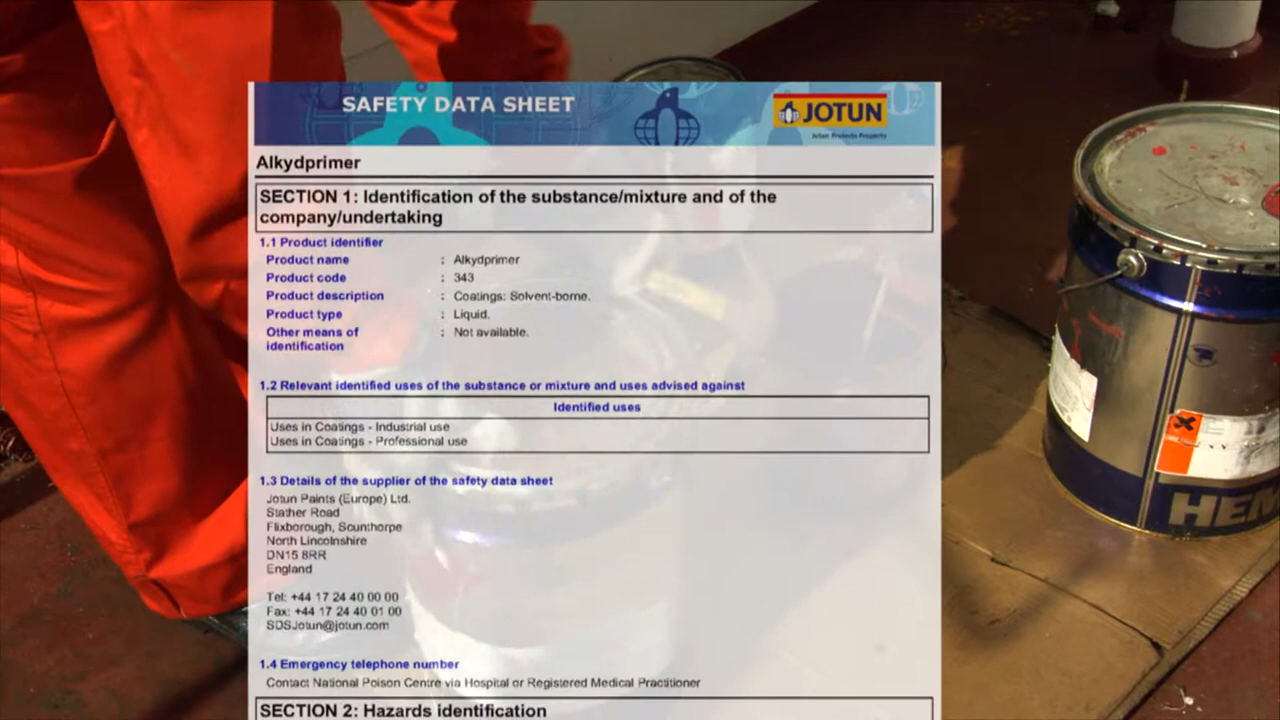 SAFETY DATA SHEET
JOTUN
Jotun Protects Property
Alkydprimer
SECTION 1: Identification of the substance/mixture and of the
company/undertaking
1.1 Product identifier
Product name : Alkydprimer
Product code : 343
Product description : Coatings: Solvent-borne.
Product type : Liquid.
Other means of : Not available.
identification
1.2 Relevant identified uses of the substance or mixture and uses advised against
Identified uses
Uses in Coatings - Industrial use
Uses in Coatings - Professional use
1.3 Details of the supplier of the safety data sheet
Jotun Paints (Europe) Ltd.
Stather Road
Flixborough, Scunthorpe
North Lincolnshire
DN15 8RR
England
Tel: +44 17 24 40 00 00
Fax: +44 17 24 40 01 00
SDSJotun@jotun.com
1.4 Emergency telephone number
Contact National Poison Centre via Hospital or Registered Medical Practitioner
SECTION 2: Hazards identification
HEM